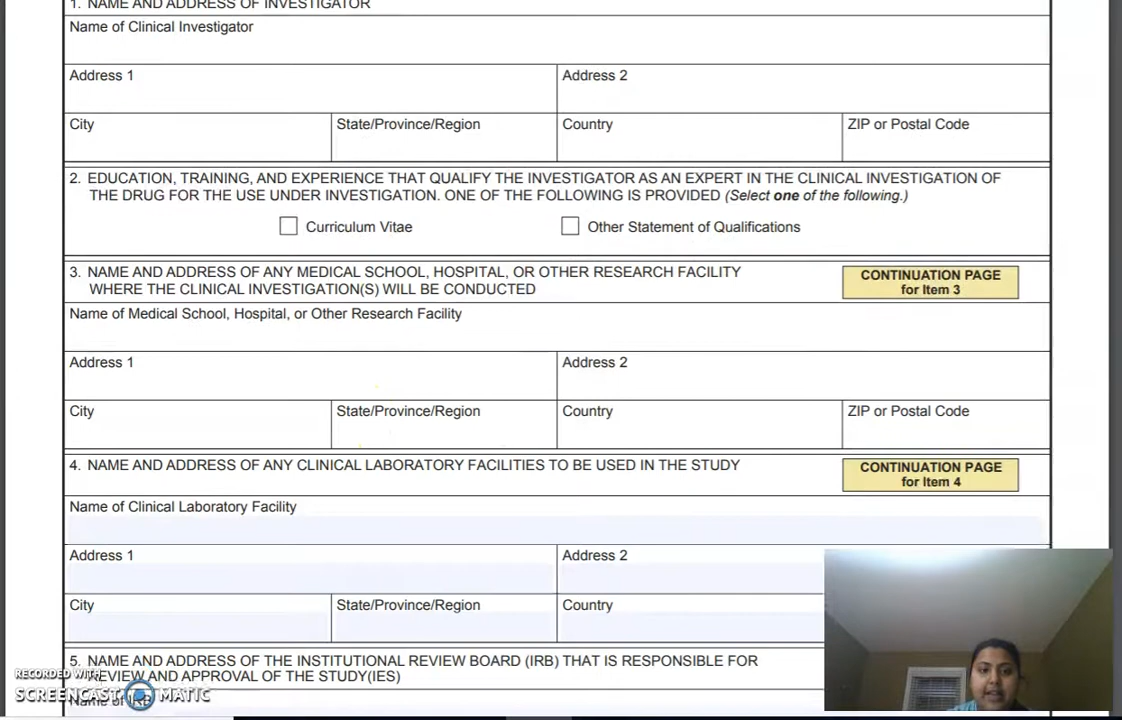 1. NAME AND ADDRESS OF INVESTIGATOR
Name of Clinical Investigator
Address 1 Address 2
City State/Province/Region Country ZIP or Postal Code
2. EDUCATION, TRAINING, AND EXPERIENCE THAT QUALIFY THE INVESTIGATOR AS AN EXPERT IN THE CLINICAL INVESTIGATION OF
THE DRUG FOR THE USE UNDER INVESTIGATION. ONE OF THE FOLLOWING IS PROVIDED (Select one of the following.)
Curriculum Vitae Other Statement of Qualifications
3. NAME AND ADDRESS OF ANY MEDICAL SCHOOL, HOSPITAL, OR OTHER RESEARCH FACILITY
WHERE THE CLINICAL INVESTIGATION(S) WILL BE CONDUCTED
CONTINUATION PAGE
for Item 3
Name of Medical School, Hospital, or Other Research Facility
Address 1 Address 2
City State/Province/Region Country ZIP or Postal Code
4. NAME AND ADDRESS OF ANY CLINICAL LABORATORY FACILITIES TO BE USED IN THE STUDY
CONTINUATION PAGE
for Item 4
Name of Clinical Laboratory Facility
Address 1 Address 2
City State/Province/Region Country
5. NAME AND ADDRESS OF THE INSTITUTIONAL REVIEW BOARD (IRB) THAT IS RESPONSIBLE FOR
REVIEW AND APPROVAL OF THE STUDY(IES)
Name of IRB
RECORDED WITH
SCREENCAST MATIC